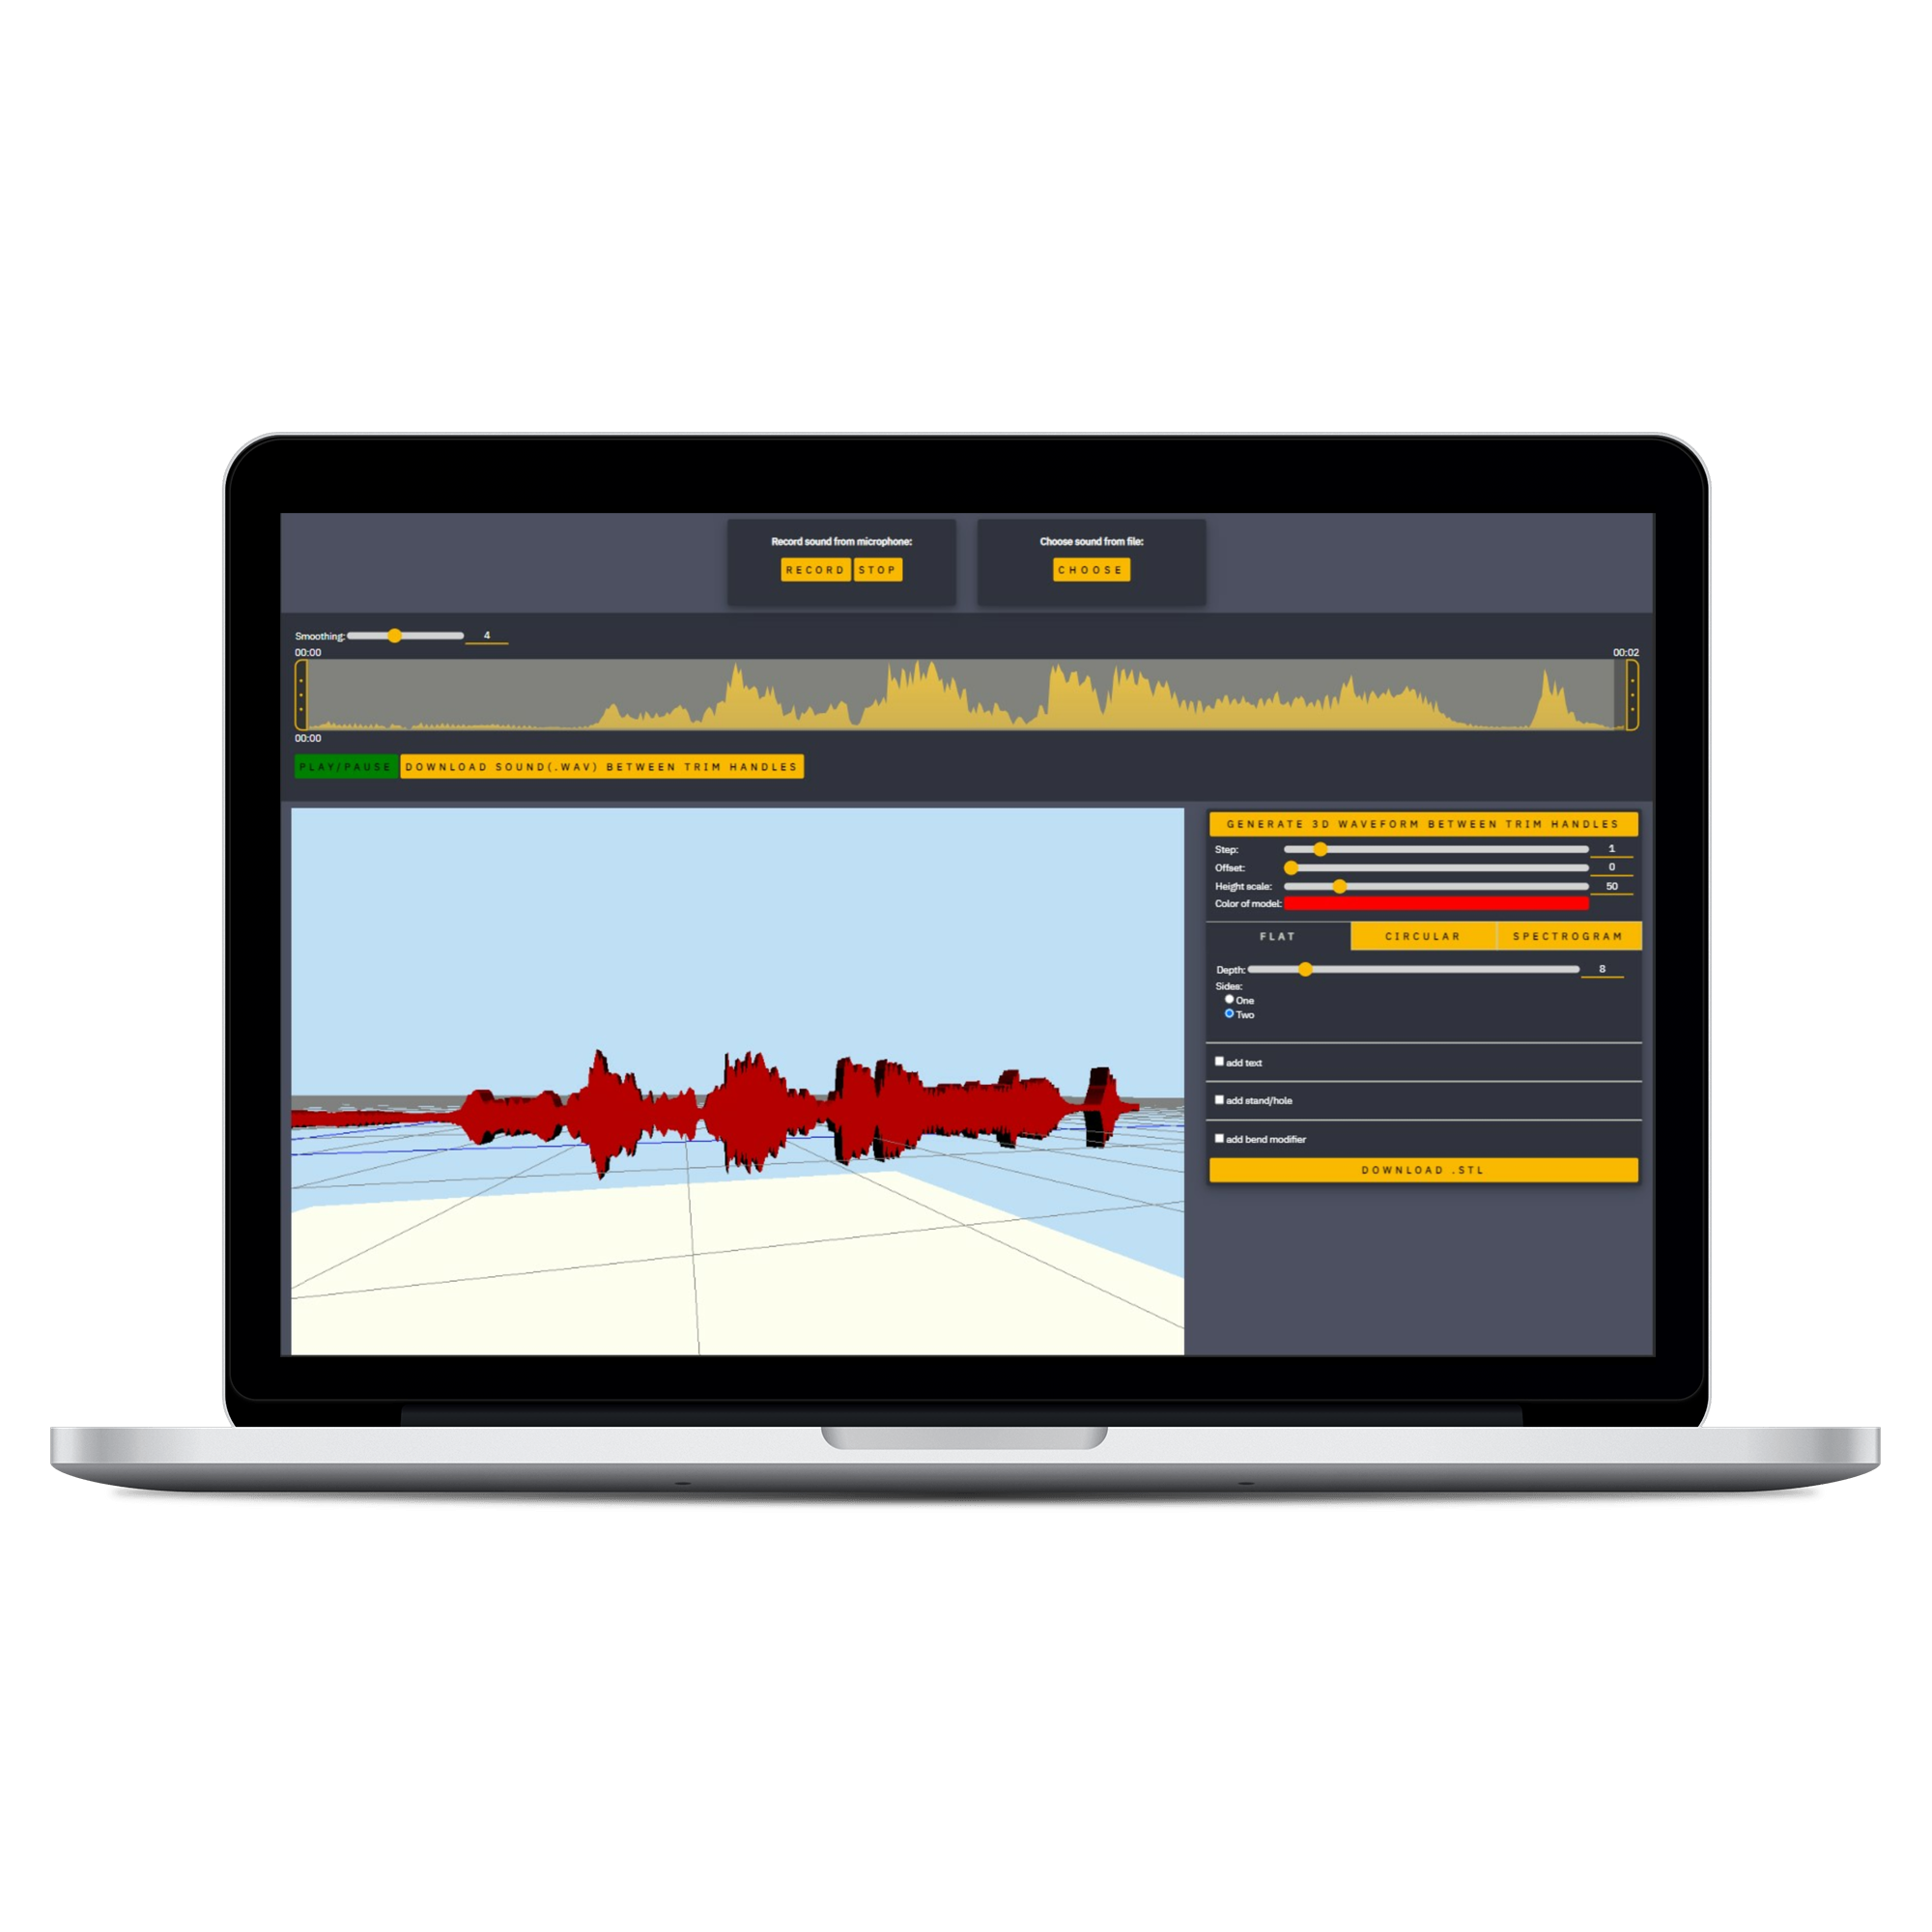 Record sound from microphone:
RECORD STOP
Choose sound from file:
CHOOSE
Smoothing: 4
00:00 00:02
00:00
PLAY/PAUSE DOWNLOAD SOUND(.WAV) BETWEEN TRIM HANDLES
GENERATE 3D WAVEFORM BETWEEN TRIM HANDLES
Step: 1
Offset: 0
Height scale: 50
Color of model:
FLAT CIRCULAR SPECTROGRAM
Depth: 8
Sides:
One
Two
add text
add stand/hole
add bend modifier
DOWNLOAD .STL